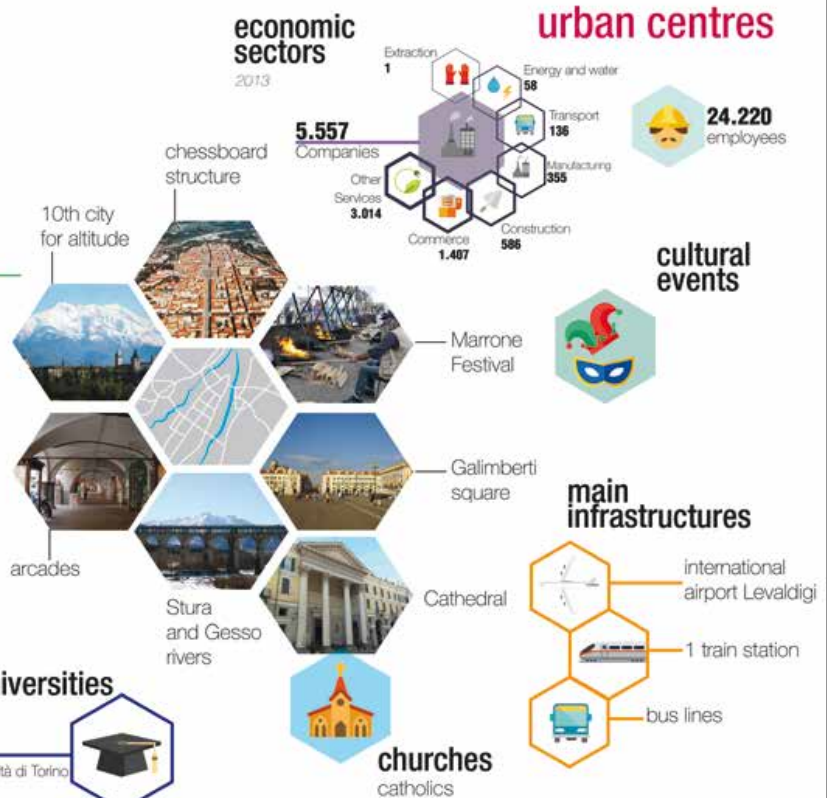 urban centres
economic
sectors
2013
Extraction
1
Energy and water
58
Transport
136
Manufacturing
355
Construction
586
Commerce
1.407
Other
Services
3.014
5.557
Companies
24.220
employees
chessboard
structure
10th city
for altitude
Marrone
Festival
Galimberti
square
Cathedral
Stura
and Gesso
rivers
arcades
cultural
events
main
infrastructures
international
airport Levaldigi
1 train station
bus lines
iversities
tà di Torino
churches
catholics